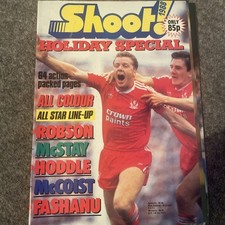 Shoot!
1988
ONLY
85p
HOLIDAY SPECIAL
64 action-
packed pages
ALL COLOUR
ALL STAR LINE-UP
ROBSON
McSTAY
HODDLE
McCOIST
FASHANU
Crown
paints